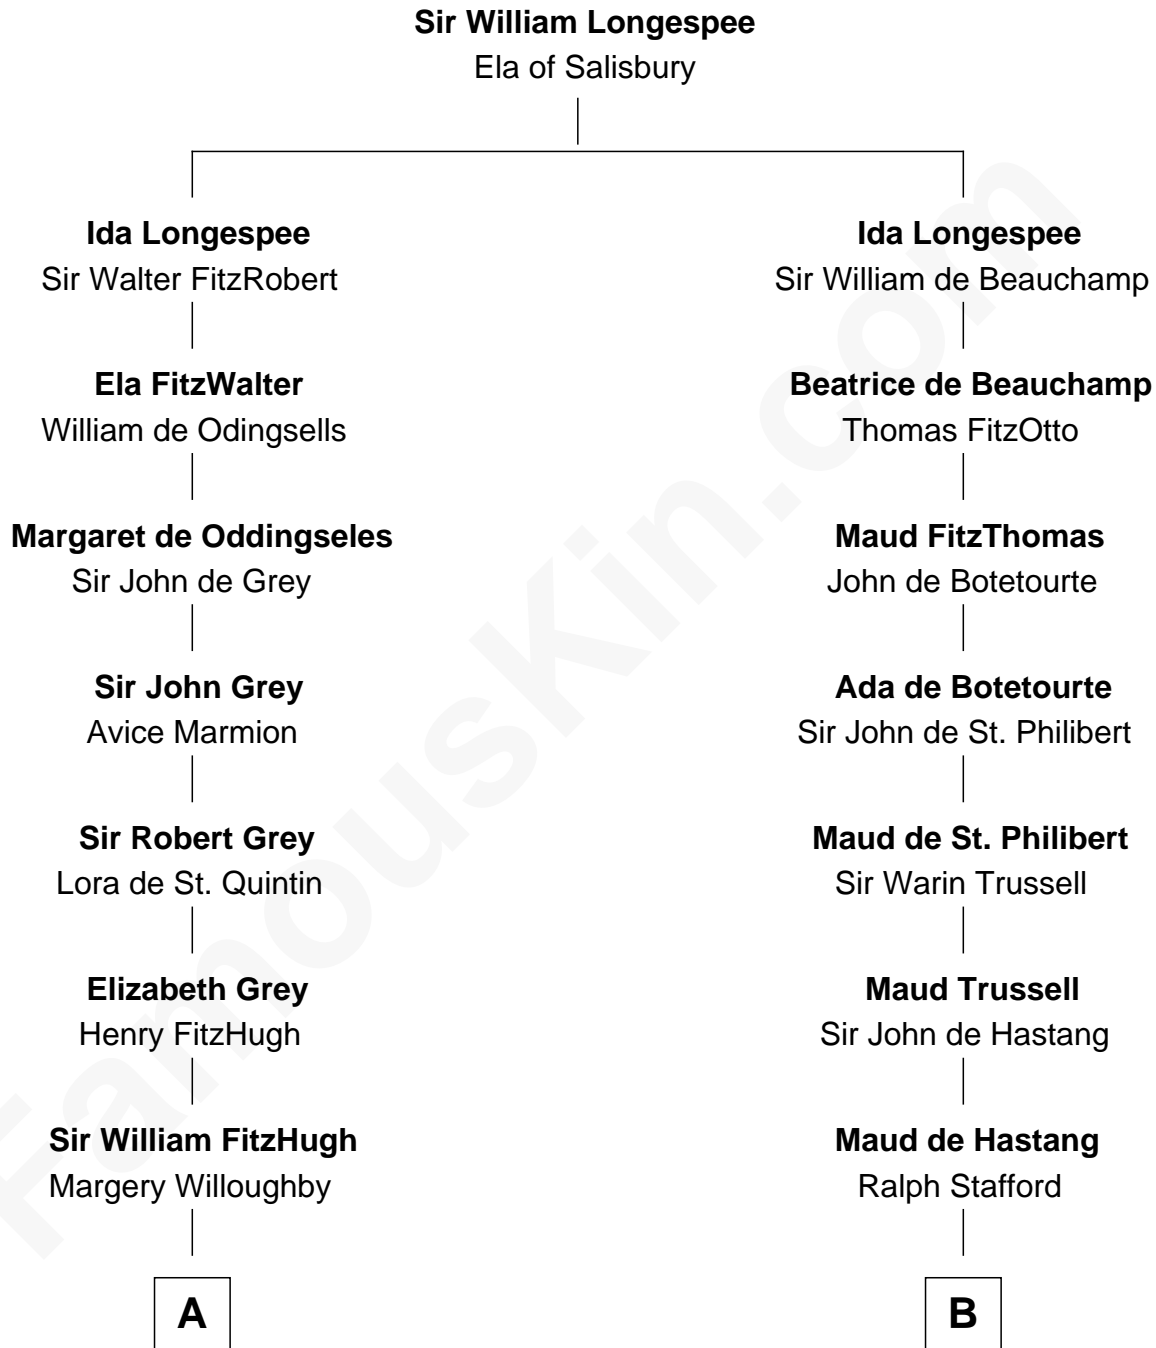 Sir William Longespee
Ela of Salisbury
Ida Longespee
Sir Walter FitzRobert
Ela FitzWalter
William de Odingsells
Margaret de Oddingseles
Sir John de Grey
Sir John Grey
Avice Marmion
Sir Robert Grey
Lora de St. Quintin
Elizabeth Grey
Henry FitzHugh
Sir William FitzHugh
Margery Willoughby
A
Ida Longespee
Sir William de Beauchamp
Beatrice de Beauchamp
Thomas FitzOtto
Maud FitzThomas
John de Botetourte
Ada de Botetourte
Sir John de St. Philibert
Maud de St. Philibert
Sir Warin Trussell
Maud Trussell
Sir John de Hastang
Maud de Hastang
Ralph Stafford
B
FamousKin.com